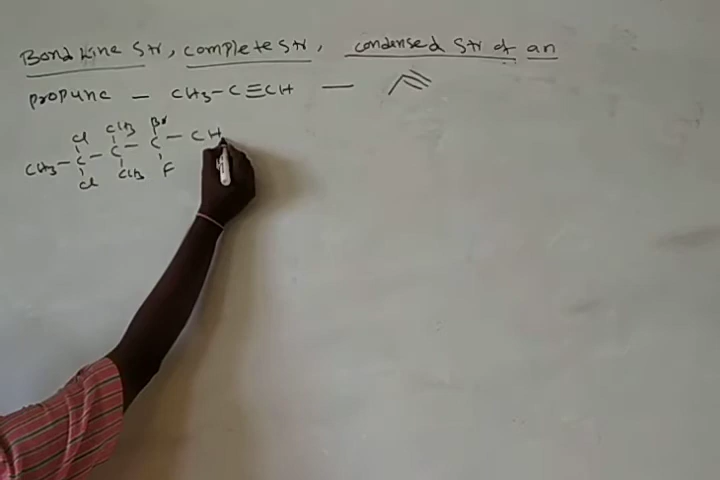 Bond Line Str, complete str, condensed str of an
propyne — CH3-C≡CH —
Cl CH3 Br
CH3-C-C-C-CH
Cl CH3 F